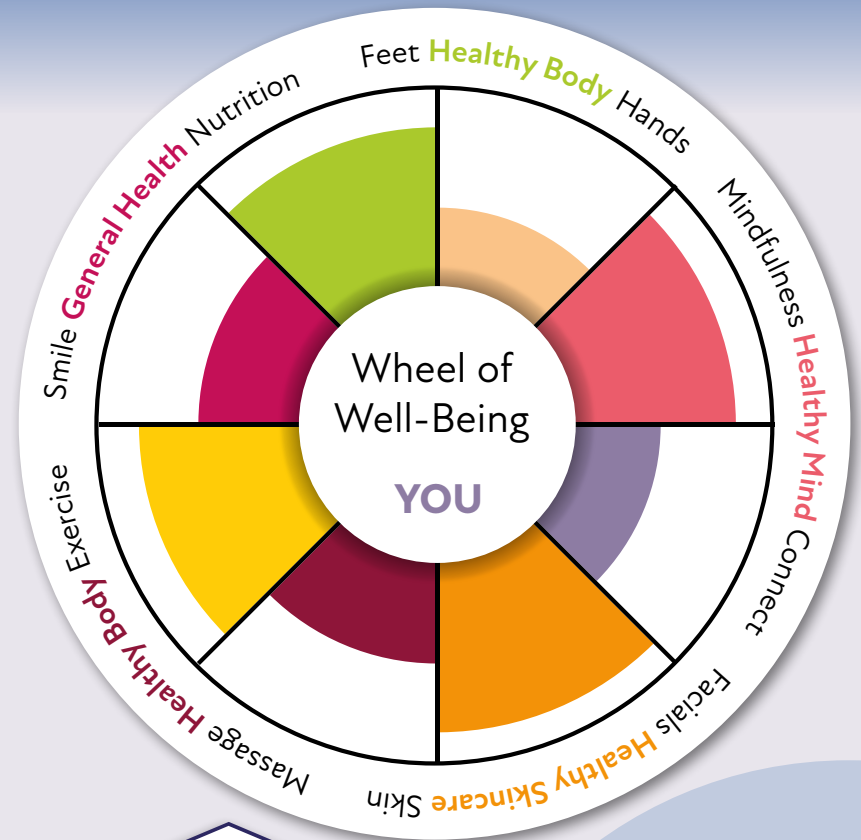 Wheel of
Well-Being
YOU
Feet Healthy Body Hands
Mindfulness Healthy Mind Connect
Facials Healthy Skincare Skin
Massage Healthy Body Exercise
Smile General Health Nutrition